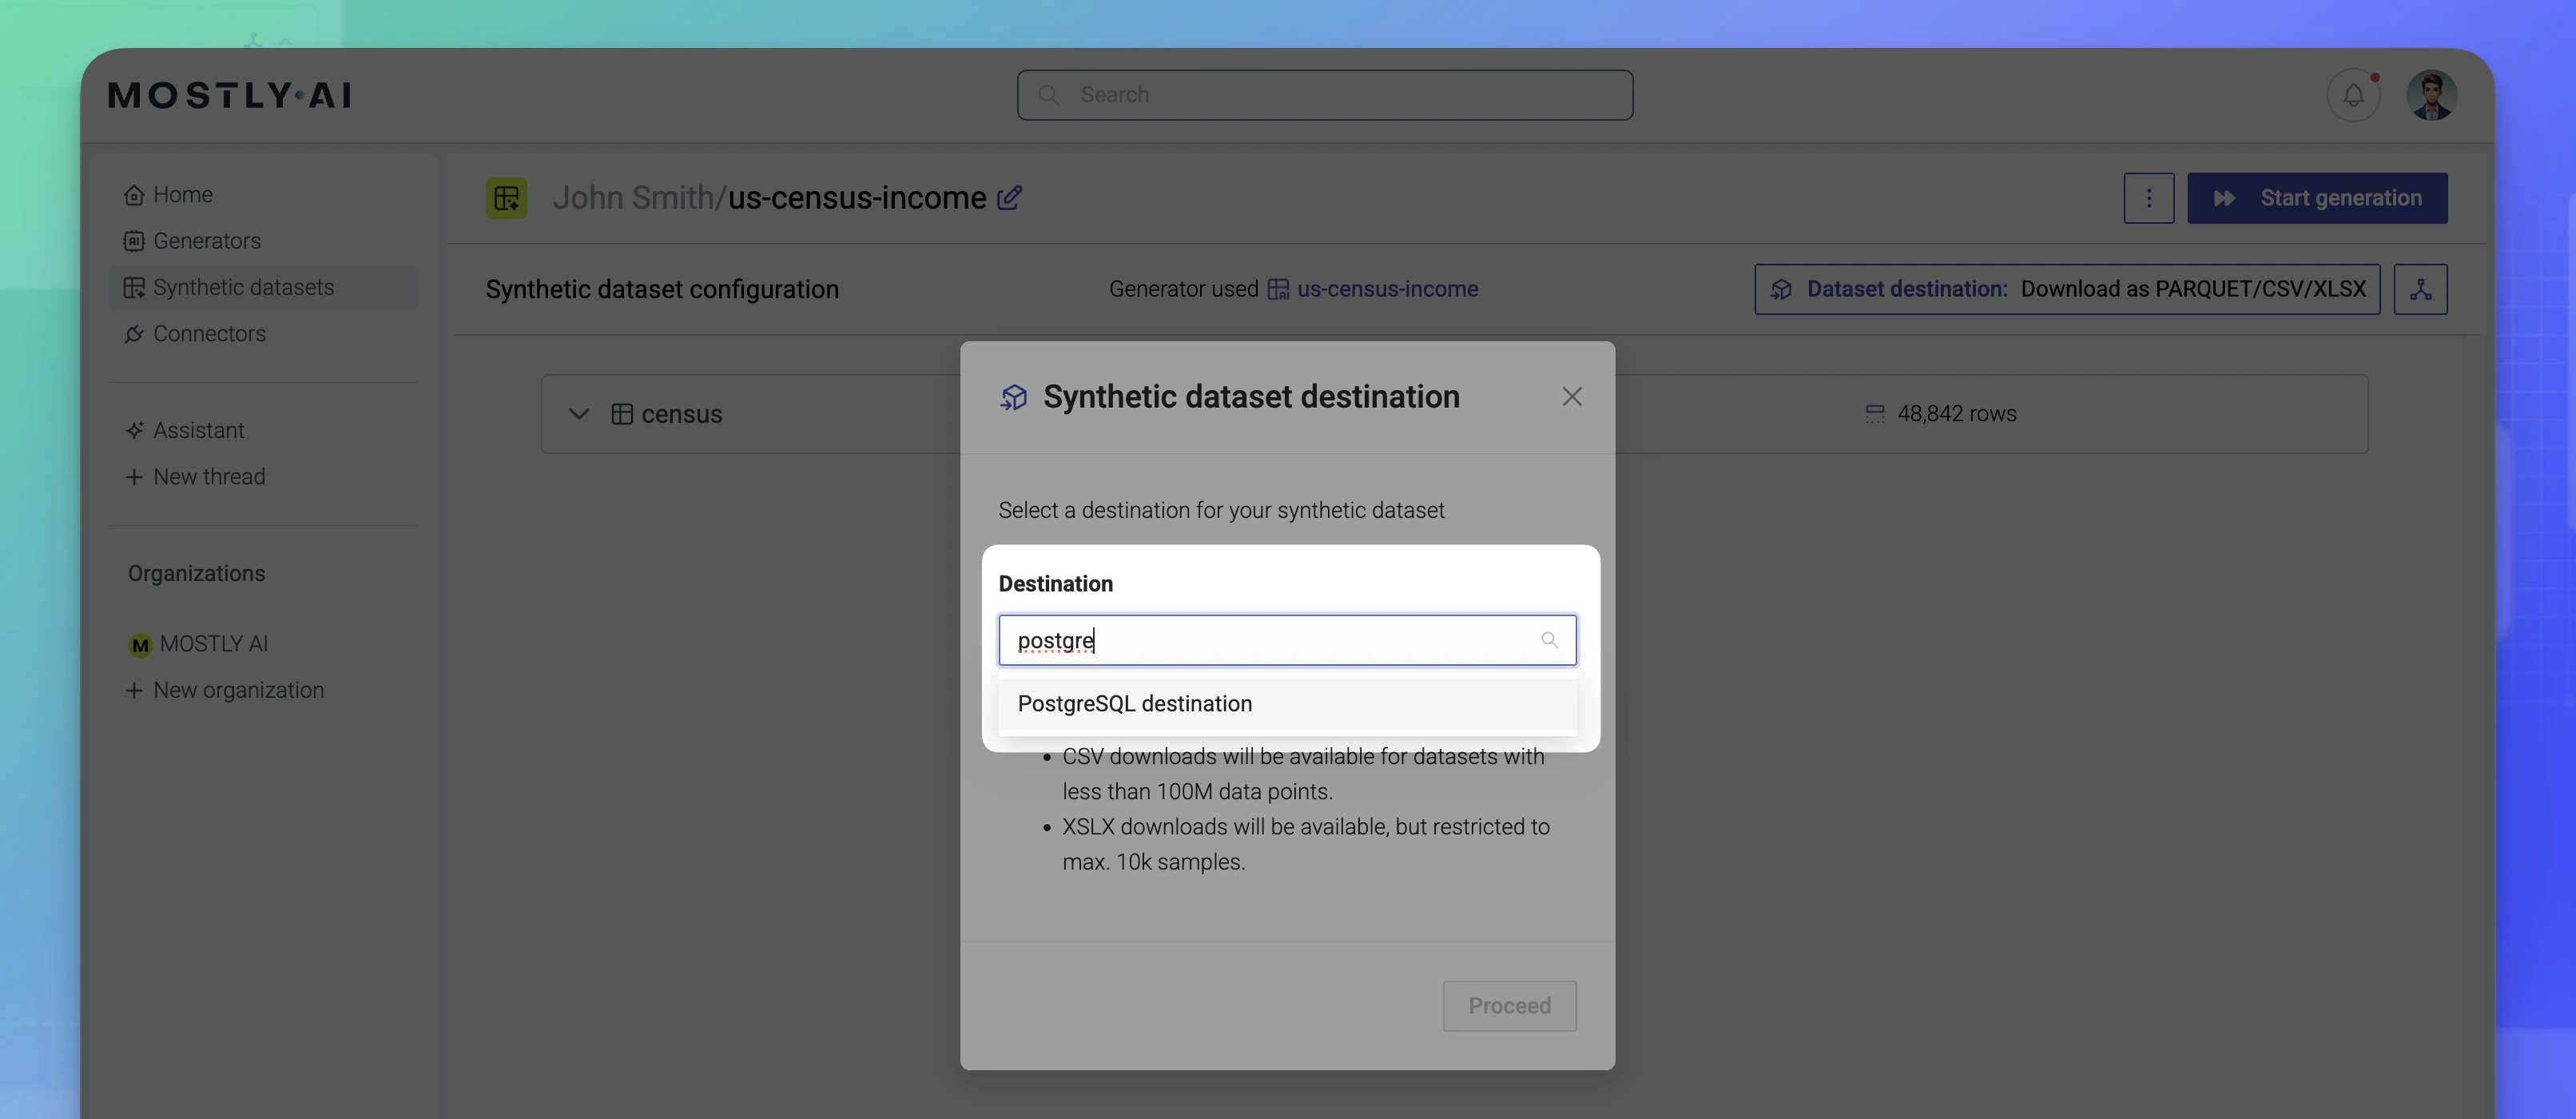 MOSTLY·AI
Search
Home
Generators
Synthetic datasets
Connectors
Assistant
New thread
Organizations
M MOSTLY AI
New organization
John Smith/us-census-income
Start generation
Synthetic dataset configuration
Generator used us-census-income
Dataset destination: Download as PARQUET/CSV/XLSX
census
48,842 rows
Synthetic dataset destination
Select a destination for your synthetic dataset
Destination
postgre
PostgreSQL destination
• CSV downloads will be available for datasets with
less than 100M data points.
• XSLX downloads will be available, but restricted to
max. 10k samples.
Proceed